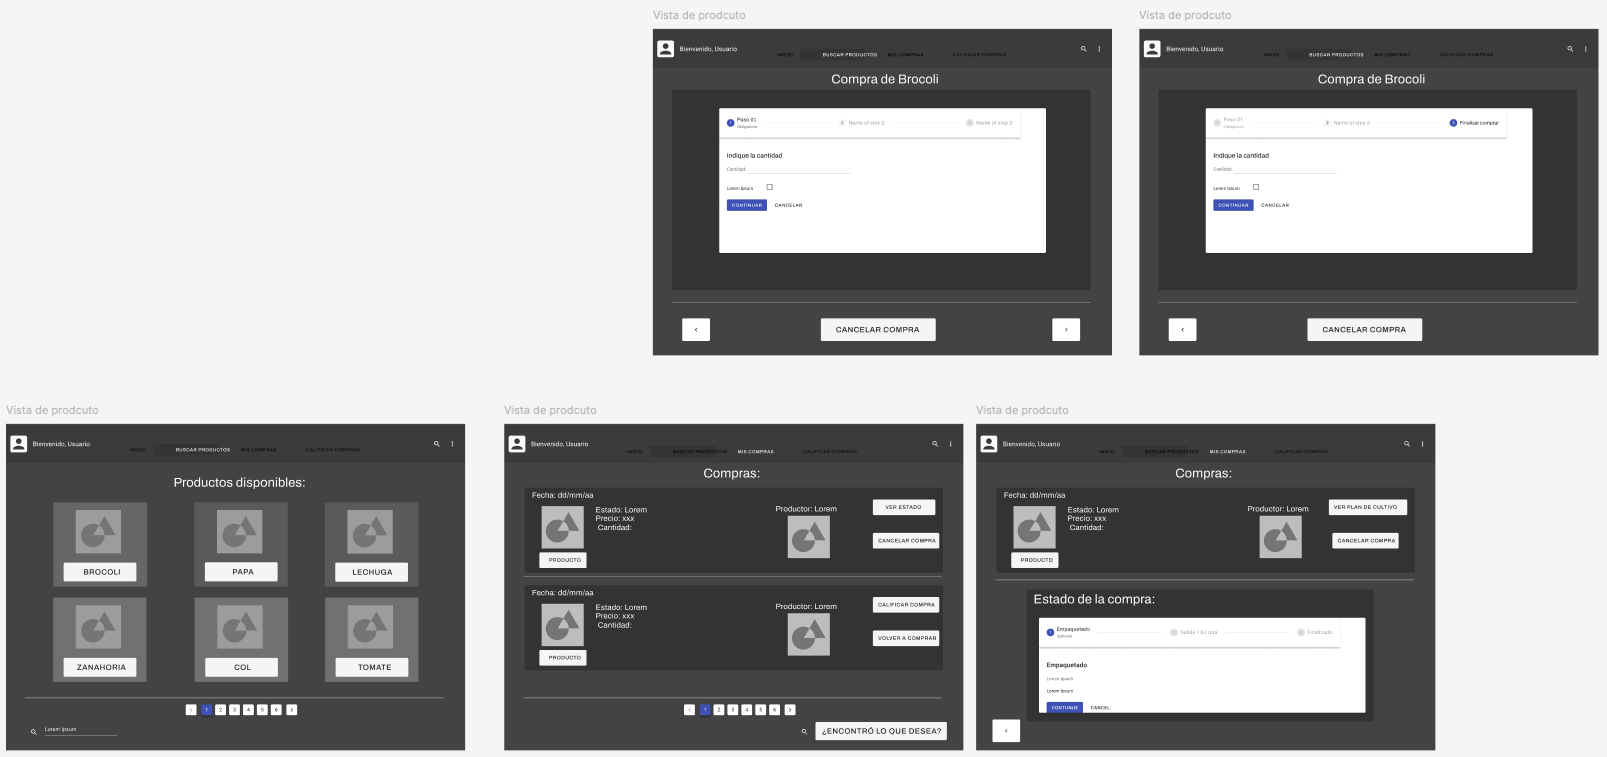 Vista de prodcuto
Bienvenido, Usuario
INICIO
BUSCAR PRODUCTOS
MIS COMPRAS
CALIFICAR COMPRAS
Compra de Brocoli
1
Paso 01
Obligatorio
2
Name of step 2
3
Name of step 3
Indique la cantidad
Cantidad:
Lorem Ipsum
CONTINUAR
CANCELAR
<
CANCELAR COMPRA
>
Vista de prodcuto
Bienvenido, Usuario
INICIO
BUSCAR PRODUCTOS
MIS COMPRAS
CALIFICAR COMPRAS
Compra de Brocoli
Paso 01
Obligatorio
2
Name of step 2
3
Finalizar comprar
Indique la cantidad
Cantidad:
Lorem Ipsum
CONTINUAR
CANCELAR
<
CANCELAR COMPRA
Vista de prodcuto
Bienvenido, Usuario
INICIO
BUSCAR PRODUCTOS
MIS COMPRAS
CALIFICAR COMPRAS
Productos disponibles:
BROCOLI
PAPA
LECHUGA
ZANAHORIA
COL
TOMATE
< 1 2 3 4 5 6 >
Lorem Ipsum
Vista de prodcuto
Bienvenido, Usuario
INICIO
BUSCAR PRODUCTOS
MIS COMPRAS
CALIFICAR COMPRAS
Compras:
Fecha: dd/mm/aa
Estado: Lorem
Precio: xxx
Cantidad:
PRODUCTO
Productor: Lorem
VER ESTADO
CANCELAR COMPRA
Fecha: dd/mm/aa
Estado: Lorem
Precio: xxx
Cantidad:
PRODUCTO
Productor: Lorem
CALIFICAR COMPRA
VOLVER A COMPRAR
< 1 2 3 4 5 6 >
¿ENCONTRÓ LO QUE DESEA?
Vista de prodcuto
Bienvenido, Usuario
INICIO
BUSCAR PRODUCTOS
MIS COMPRAS
CALIFICAR COMPRAS
Compras:
Fecha: dd/mm/aa
Estado: Lorem
Precio: xxx
Cantidad:
PRODUCTO
Productor: Lorem
VER PLAN DE CULTIVO
CANCELAR COMPRA
Estado de la compra:
1
Empaquetado
Optional
Salida / En ruta
Finalizado
Empaquetado
Lorem Ipsum
Lorem Ipsum
CONTINUE
CANCEL
<